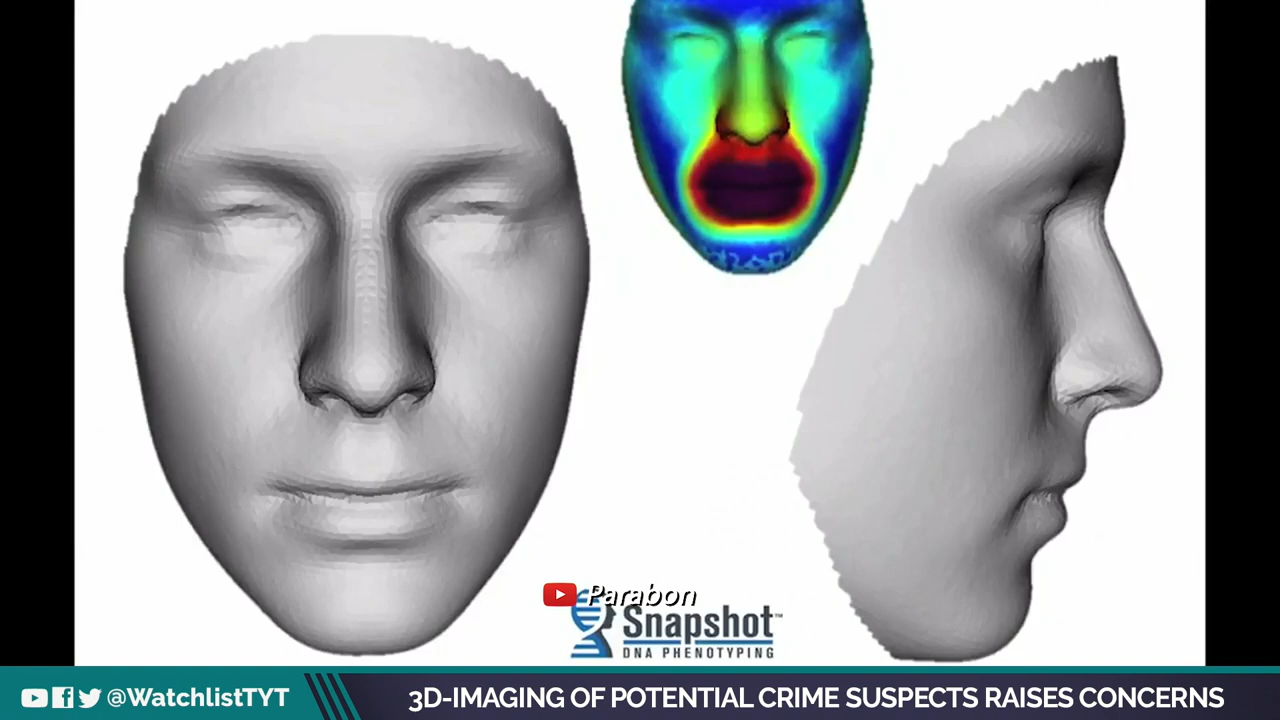 Parabon
Snapshot™
DNA PHENOTYPING
@WatchlistTYT
3D-IMAGING OF POTENTIAL CRIME SUSPECTS RAISES CONCERNS